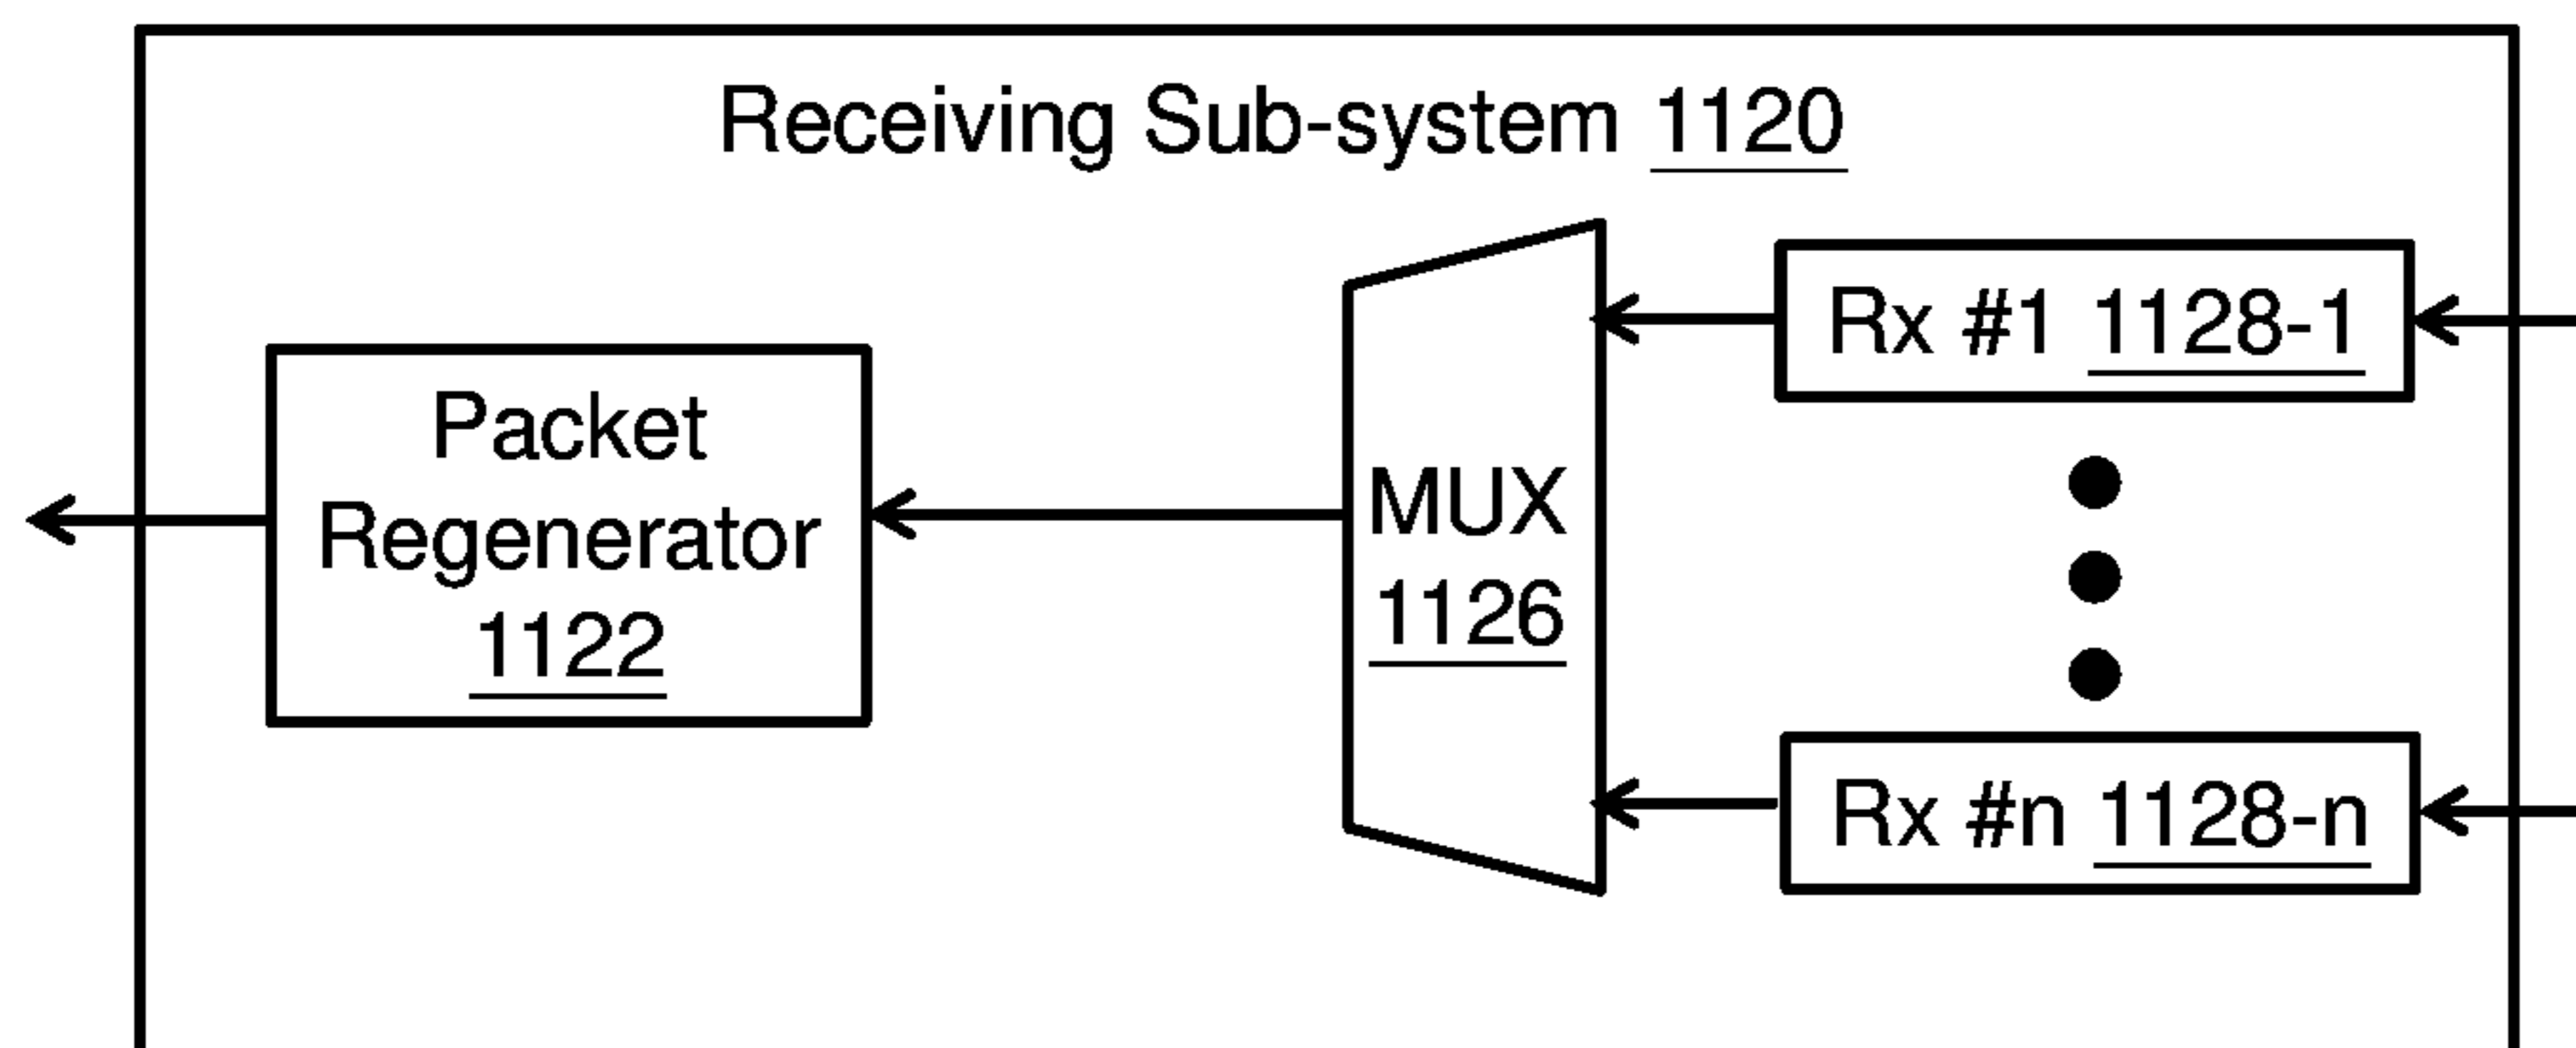 Receiving Sub-system 1120
Packet
Regenerator
1122
MUX
1126
Rx #1 1128-1
Rx #n 1128-n